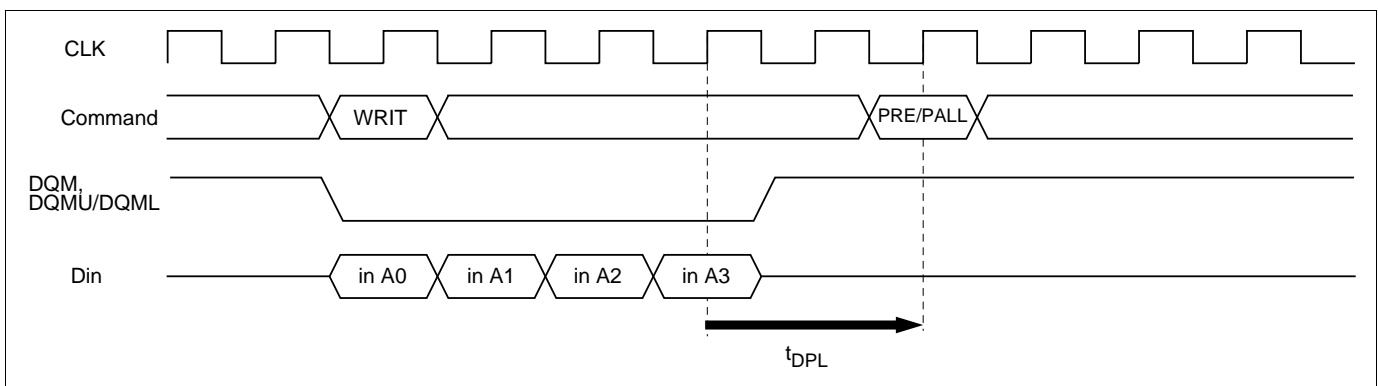 CLK
Command
WRIT
PRE/PALL
DQM,
DQMU/DQML
Din
in A0
in A1
in A2
in A3
tDPL